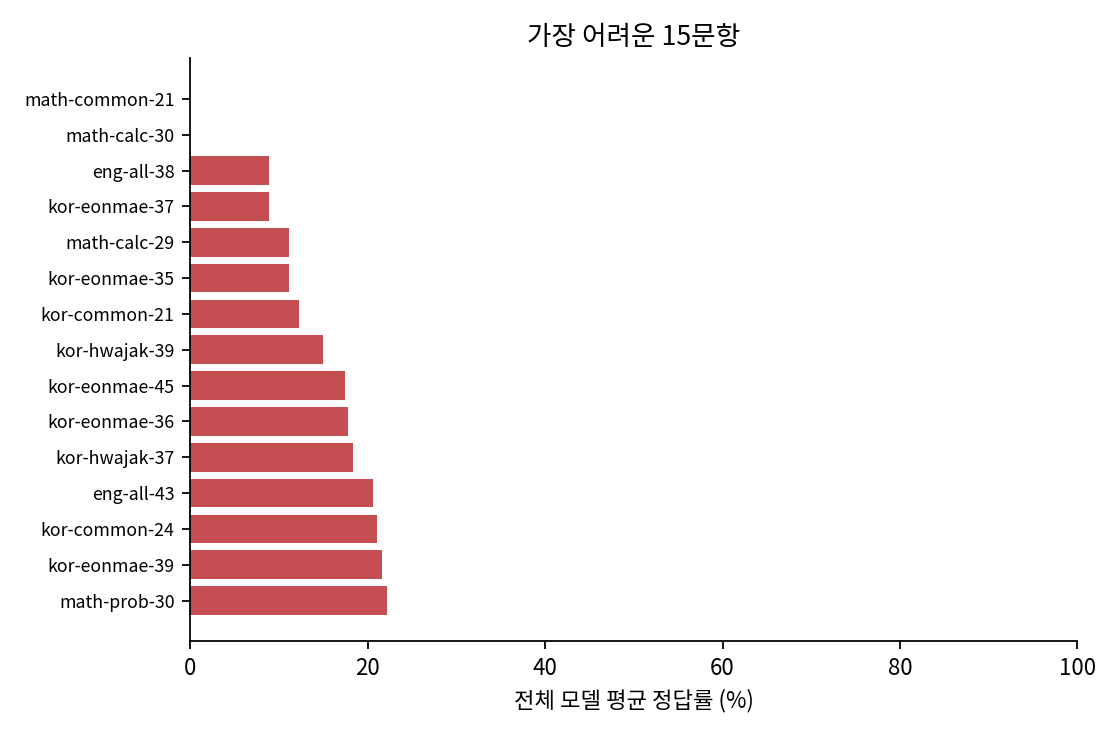 가장 어려운 15문항
math-common-21
math-calc-30
eng-all-38
kor-eonmae-37
math-calc-29
kor-eonmae-35
kor-common-21
kor-hwajak-39
kor-eonmae-45
kor-eonmae-36
kor-hwajak-37
eng-all-43
kor-common-24
kor-eonmae-39
math-prob-30
0 20 40 60 80 100
전체 모델 평균 정답률 (%)